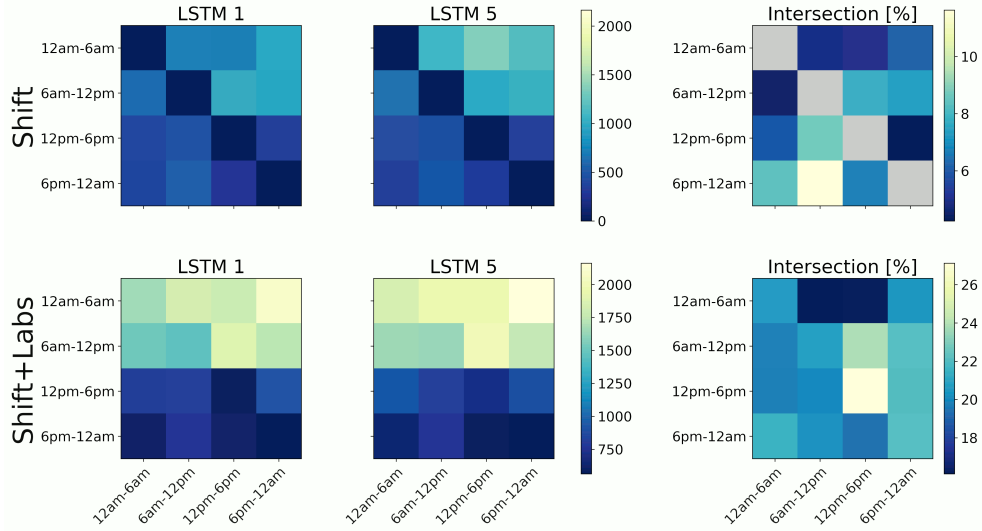 LSTM 1
LSTM 5
Intersection [%]
Shift
12am-6am
6am-12pm
12pm-6pm
6pm-12am
2000
1500
1000
500
0
10
8
6
LSTM 1
LSTM 5
Intersection [%]
Shift+Labs
12am-6am
6am-12pm
12pm-6pm
6pm-12am
2000
1750
1500
1250
1000
750
26
24
22
20
18
12am-6am
6am-12pm
12pm-6pm
6pm-12am
12am-6am
6am-12pm
12pm-6pm
6pm-12am
12am-6am
6am-12pm
12pm-6pm
6pm-12am
12am-6am
6am-12pm
12pm-6pm
6pm-12am
12am-6am
6am-12pm
12pm-6pm
6pm-12am